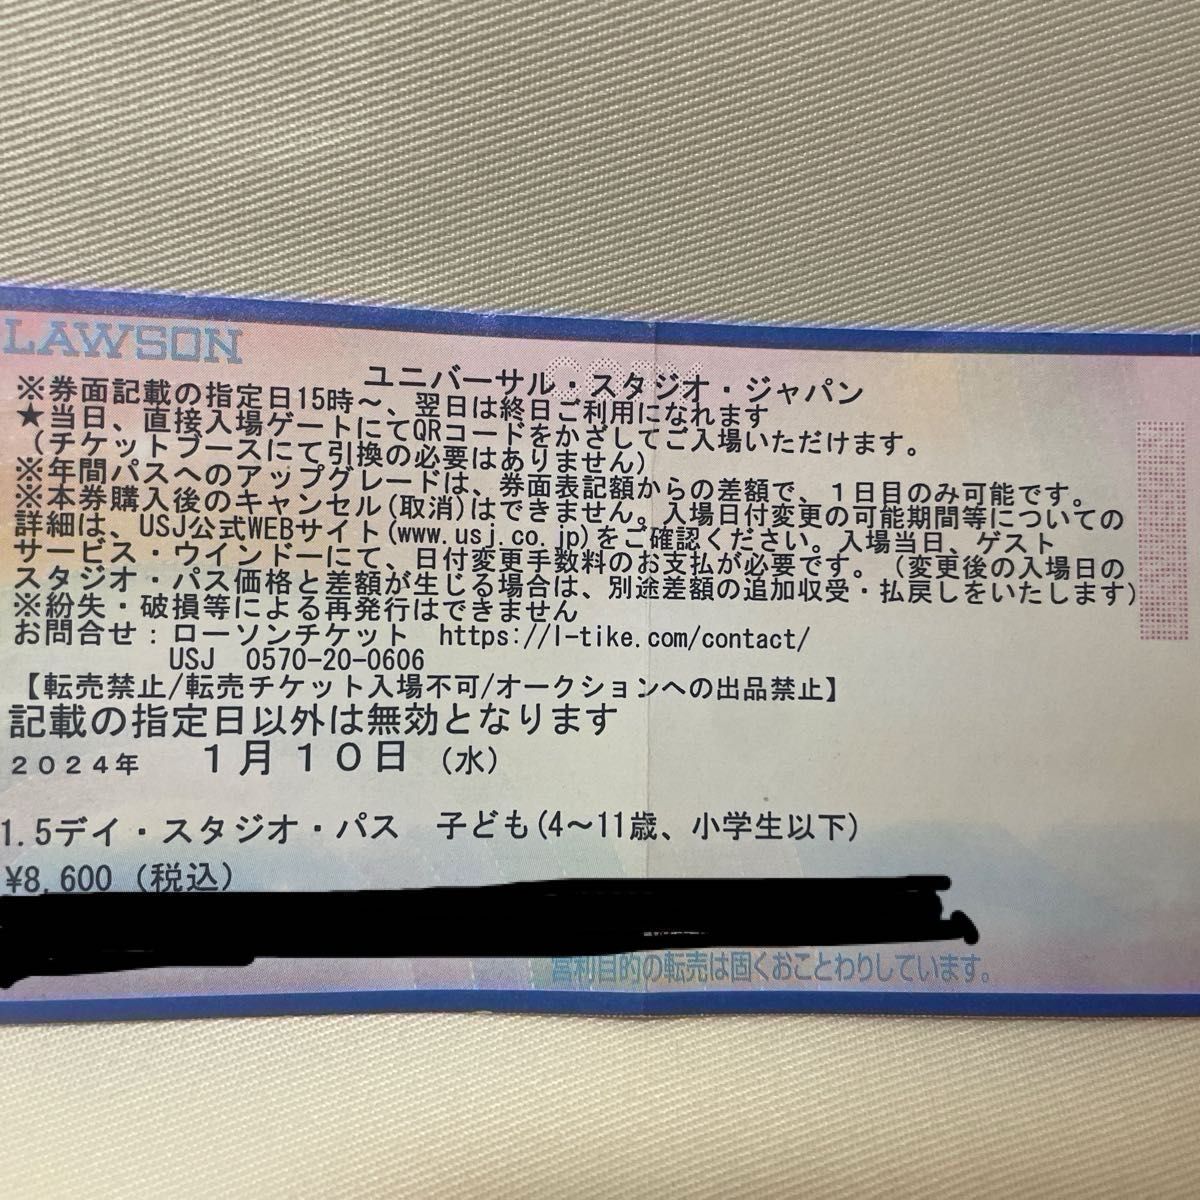 LAWSON
ユニバーサル・スタジオ・ジャパン
※券面記載の指定日15時～、翌日は終日ご利用になれます
★当日、直接入場ゲートにてQRコードをかざしてご入場いただけます。
(チケットブースにて引換の必要はありません)
※年間パスへのアップグレードは、券面表記額からの差額で、１日目のみ可能です。
※本券購入後のキャンセル(取消)はできません。入場日付変更の可能期間等についての
詳細は、USJ公式WEBサイト(www.usj.co.jp)をご確認ください。入場当日、ゲスト
サービス・ウインドーにて、日付変更手数料のお支払が必要です。（変更後の入場日の
スタジオ・パス価格と差額が生じる場合は、別途差額の追加収受・払戻しをいたします)
※紛失・破損等による再発行はできません
お問合せ：ローソンチケット　https://l-tike.com/contact/
USJ　0570-20-0606
【転売禁止/転売チケット入場不可/オークションへの出品禁止】
記載の指定日以外は無効となります
２０２４年　１月１０日（水）
1.5デイ・スタジオ・パス　子ども(4～11歳、小学生以下)
¥8,600（税込）
営利目的の転売は固くおことわりしています。